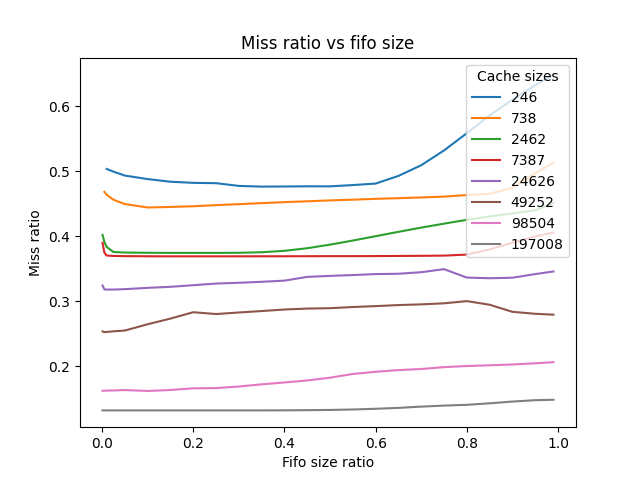 Miss ratio vs fifo size
Cache sizes
246
738
2462
7387
24626
49252
98504
197008
Miss ratio
0.6
0.5
0.4
0.3
0.2
0.0 0.2 0.4 0.6 0.8 1.0
Fifo size ratio